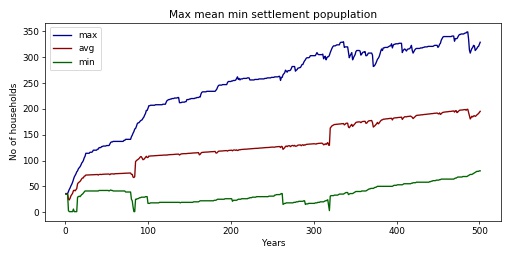 Max mean min settlement popuplation
max
avg
min
No of households
350
300
250
200
150
100
50
0
0 100 200 300 400 500
Years